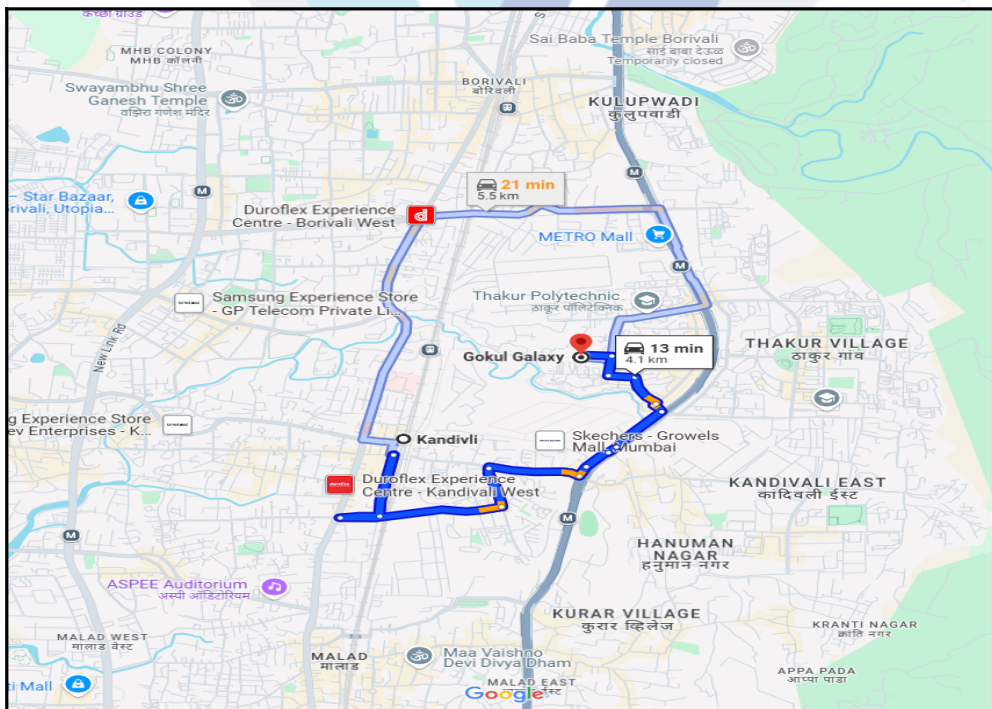 MHB COLONY
MHB कॉलनी
Sai Baba Temple Borivali
साई बाबा देऊळ
Temporarily closed
BORIVALI
बोरिवली
Swayambhu Shree
Ganesh Temple
वझिरा गणेश मंदिर
KULUPWADI
कुलुपवाडी
M
M
Star Bazaar,
orivali, Utopia...
21 min
5.5 km
Duroflex Experience
Centre - Borivali West
d
METRO Mall
M
Samsung Experience Store
- GP Telecom Private Li...
Thakur Polytechnic
ठाकूर पॉलिटेक्निक
New Link Rd
Gokul Galaxy
13 min
4.1 km
THAKUR VILLAGE
ठाकूर गाव
g Experience Store
ev Enterprises - K...
Kandivli
Skechers - Growels
Mall, Mumbai
Duroflex Experience
Centre - Kandivali West
KANDIVALI EAST
कांदिवली ईस्ट
M
M
HANUMAN
NAGAR
हनुमान नगर
ASPEE Auditorium
अस्पी ऑडिटोरियम
KURAR VILLAGE
कुरार व्हिलेज
KRANTI NAGAR
क्रांति नगर
MALAD WEST
मालाड वेस्ट
MALAD
मालाड
Maa Vaishno
Devi Divya Dham
APPA PADA
आप्पा पाडा
ti Mall
MALAD EAST
Google